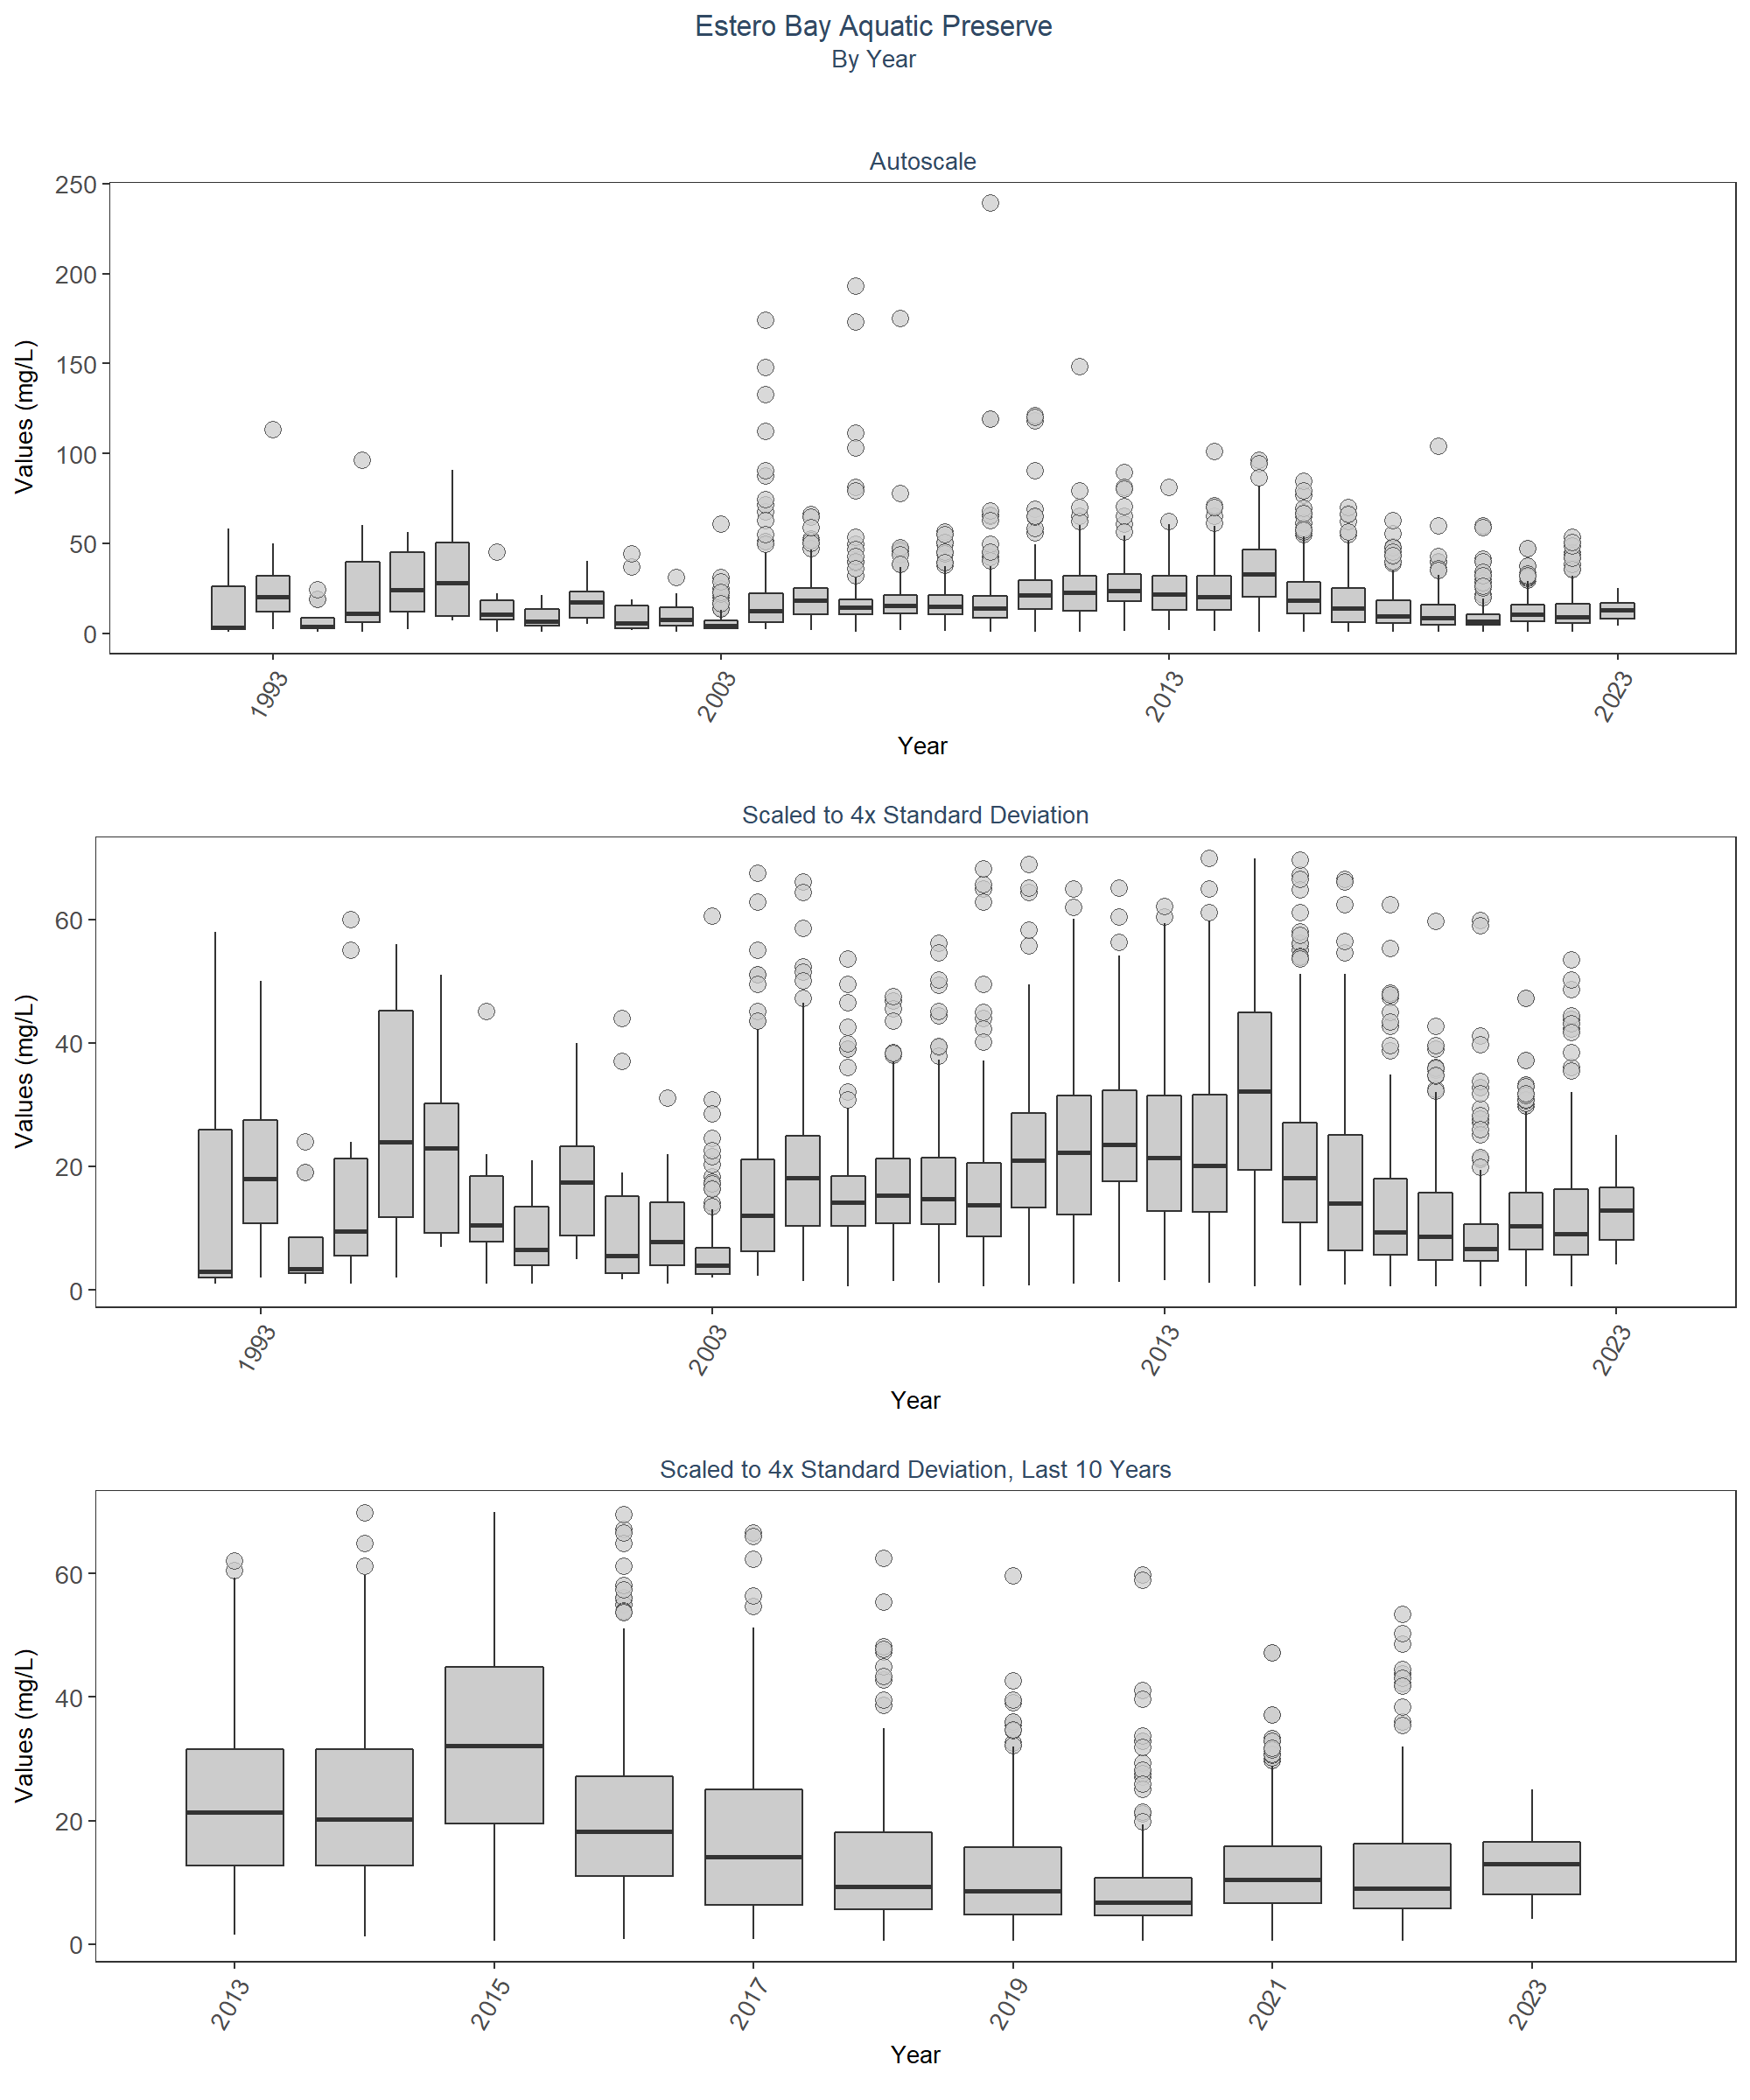 Estero Bay Aquatic Preserve
By Year
Autoscale
250
200
150
100
50
0
Values (mg/L)
1993
2003
2013
2023
Year
Scaled to 4x Standard Deviation
60
40
20
0
Values (mg/L)
1993
2003
2013
2023
Year
Scaled to 4x Standard Deviation, Last 10 Years
60
40
20
0
Values (mg/L)
2013
2015
2017
2019
2021
2023
Year